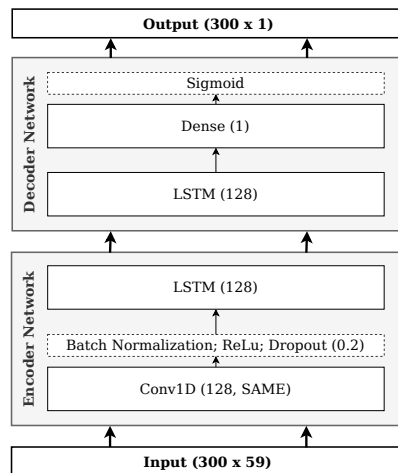 Output (300 x 1)
Decoder Network
Sigmoid
Dense (1)
LSTM (128)
Encoder Network
LSTM (128)
Batch Normalization; ReLu; Dropout (0.2)
Conv1D (128, SAME)
Input (300 x 59)